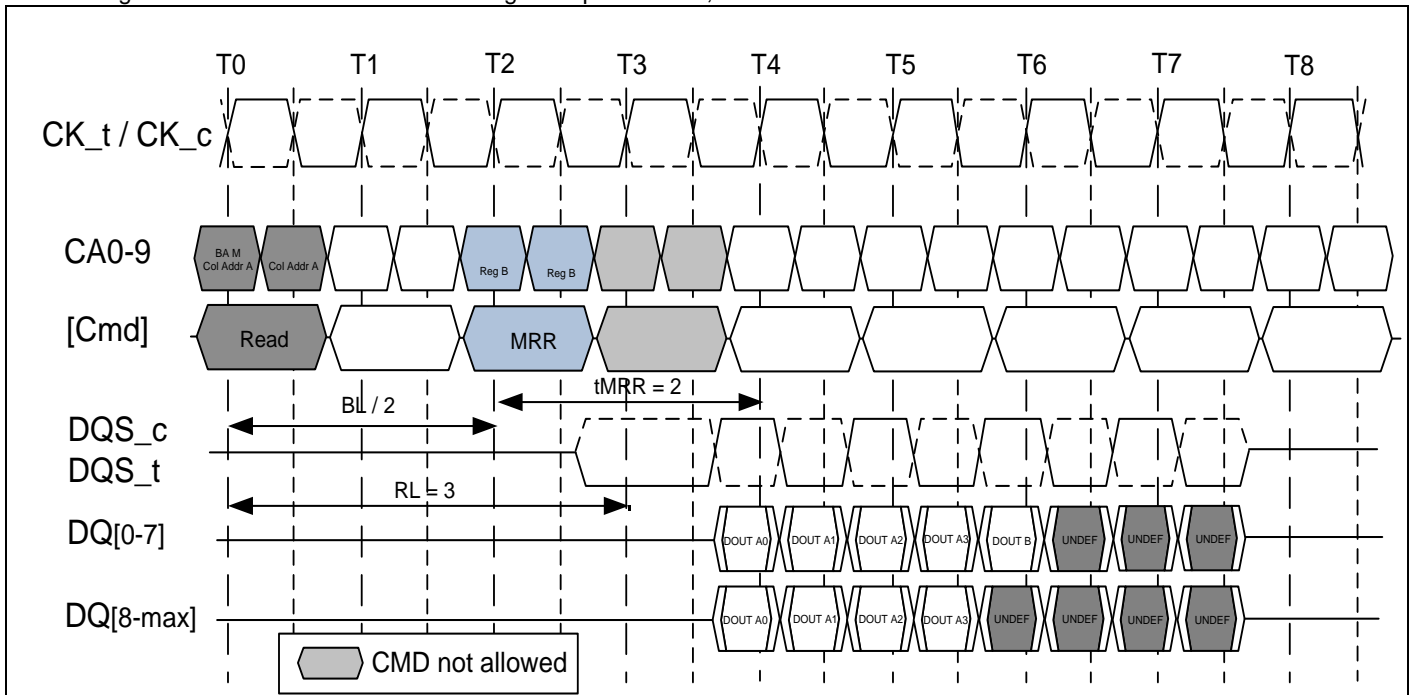 T0 T1 T2 T3 T4 T5 T6 T7 T8
CK_t / CK_c
CA0-9
BA M
Col Addr A
Col Addr A
Reg B
Reg B
[Cmd]
Read
MRR
tMRR = 2
BL / 2
DQS_c
DQS_t
RL = 3
DQ[0-7]
DOUT A0 DOUT A1 DOUT A2 DOUT A3 DOUT B UNDEF UNDEF UNDEF
DQ[8-max]
DOUT A0 DOUT A1 DOUT A2 DOUT A3 UNDEF UNDEF UNDEF UNDEF
CMD not allowed